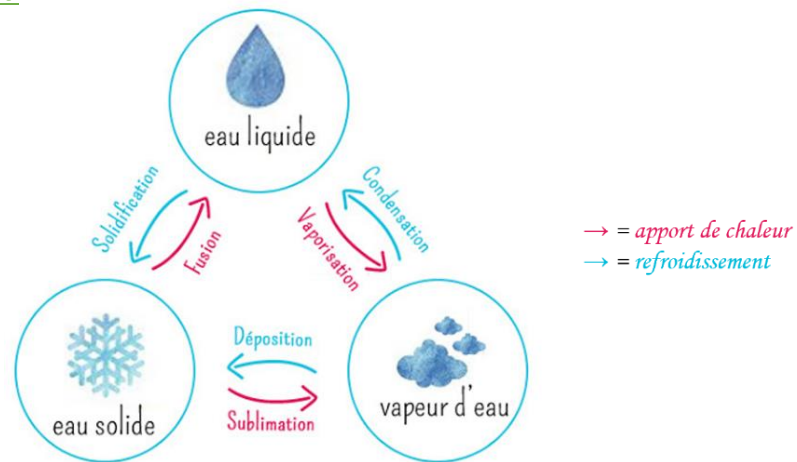 eau liquide
Solidification
Fusion
Condensation
Vaporisation
→ = apport de chaleur
→ = refroidissement
Déposition
Sublimation
eau solide
vapeur d'eau